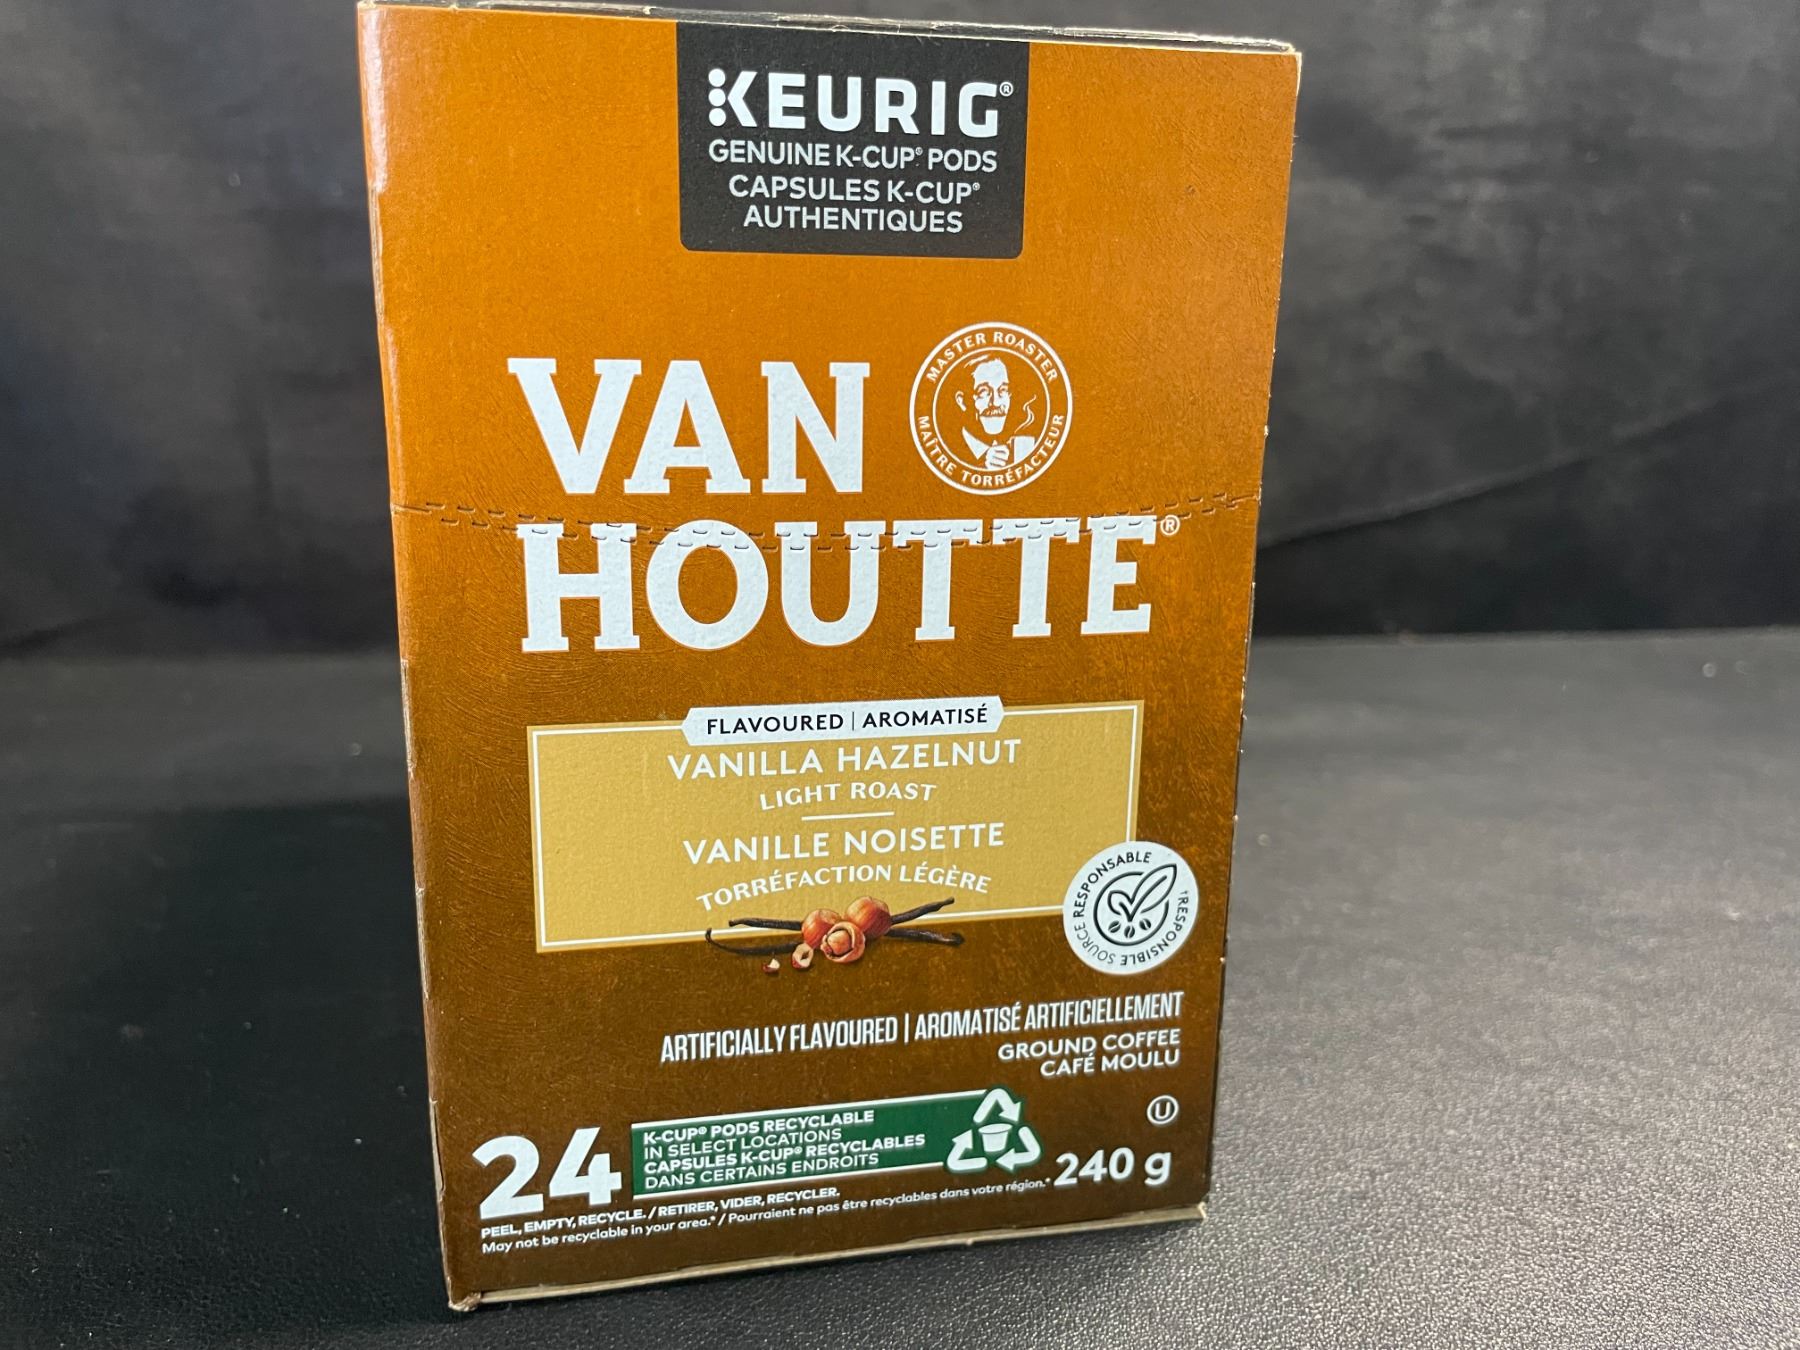 KEURIG®
GENUINE K-CUP® PODS
CAPSULES K-CUP®
AUTHENTIQUES
VAN
MASTER ROASTER
MAÎTRE TORRÉFACTEUR
HOUTTE®
FLAVOURED | AROMATISÉ
VANILLA HAZELNUT
LIGHT ROAST
VANILLE NOISETTE
TORRÉFACTION LÉGÈRE
SOURCE RESPONSABLE
RESPONSIBLE SOURCE
ARTIFICIALLY FLAVOURED | AROMATISÉ ARTIFICIELLEMENT
GROUND COFFEE
CAFÉ MOULU
U
24
K-CUP® PODS RECYCLABLE
IN SELECT LOCATIONS
CAPSULES K-CUP® RECYCLABLES
DANS CERTAINS ENDROITS
240 g
PEEL, EMPTY, RECYCLE. / RETIRER, VIDER, RECYCLER.
May not be recyclable in your area.* / Pourraient ne pas être recyclables dans votre région.*